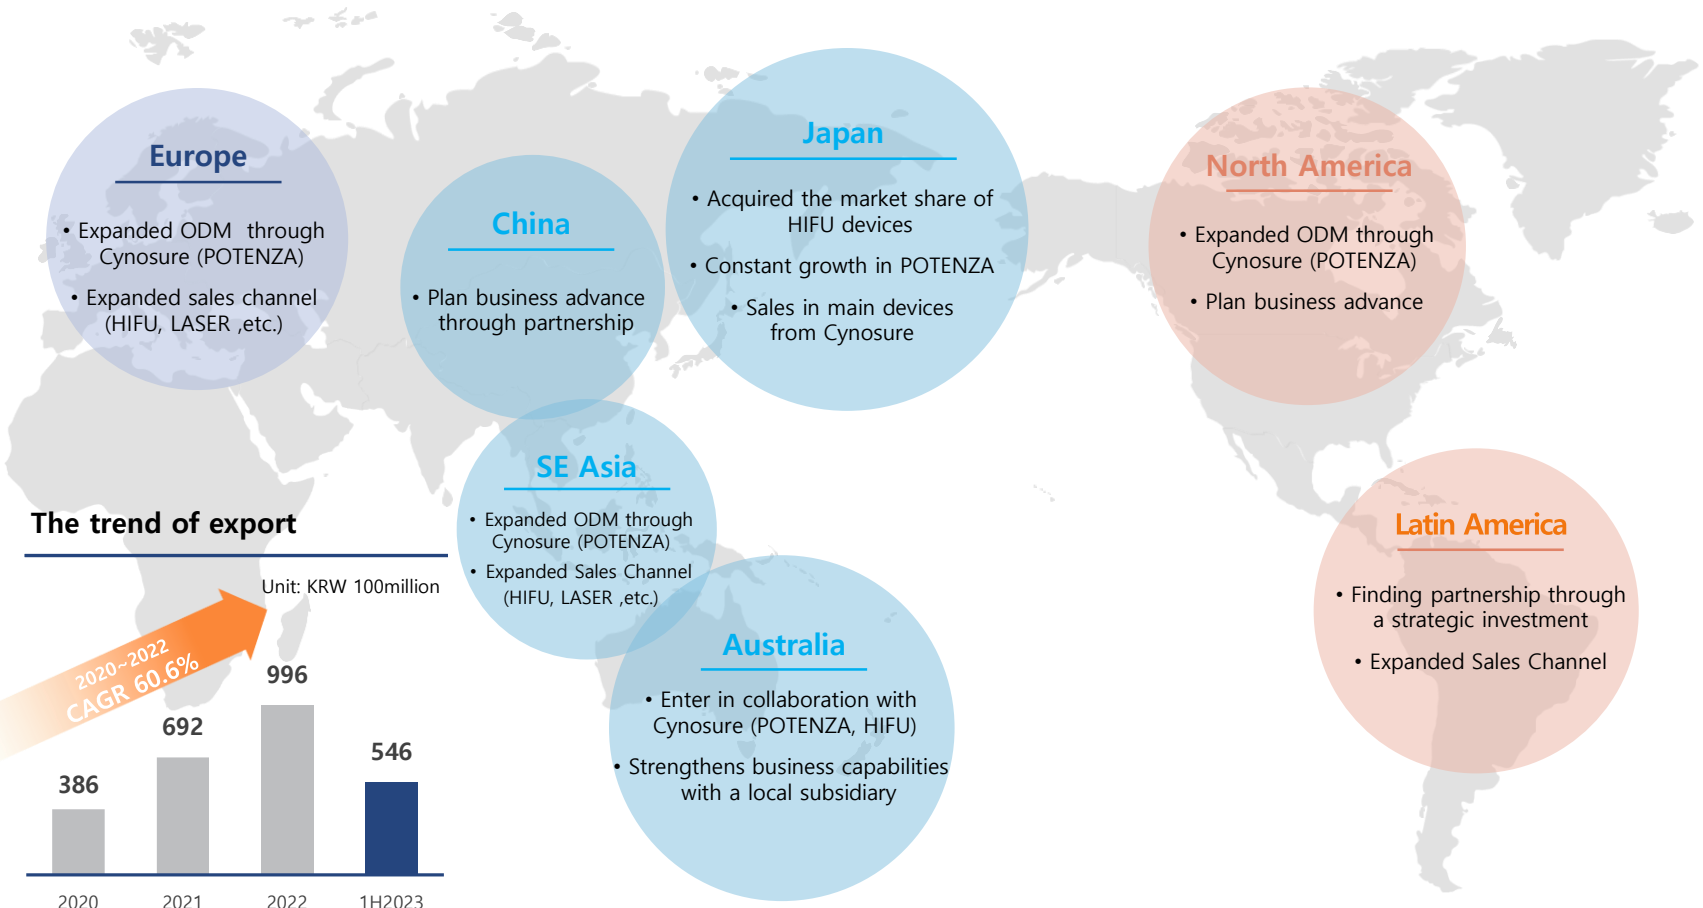 Europe
• Expanded ODM through
Cynosure (POTENZA)
• Expanded sales channel
(HIFU, LASER ,etc.)
China
• Plan business advance
through partnership
Japan
• Acquired the market share of
HIFU devices
• Constant growth in POTENZA
• Sales in main devices
from Cynosure
North America
• Expanded ODM through
Cynosure (POTENZA)
• Plan business advance
SE Asia
• Expanded ODM through
Cynosure (POTENZA)
• Expanded Sales Channel
(HIFU, LASER ,etc.)
Australia
• Enter in collaboration with
Cynosure (POTENZA, HIFU)
• Strengthens business capabilities
with a local subsidiary
Latin America
• Finding partnership through
a strategic investment
• Expanded Sales Channel
The trend of export
Unit: KRW 100million
2020~2022
CAGR 60.6%
386
692
996
546
2020
2021
2022
1H2023